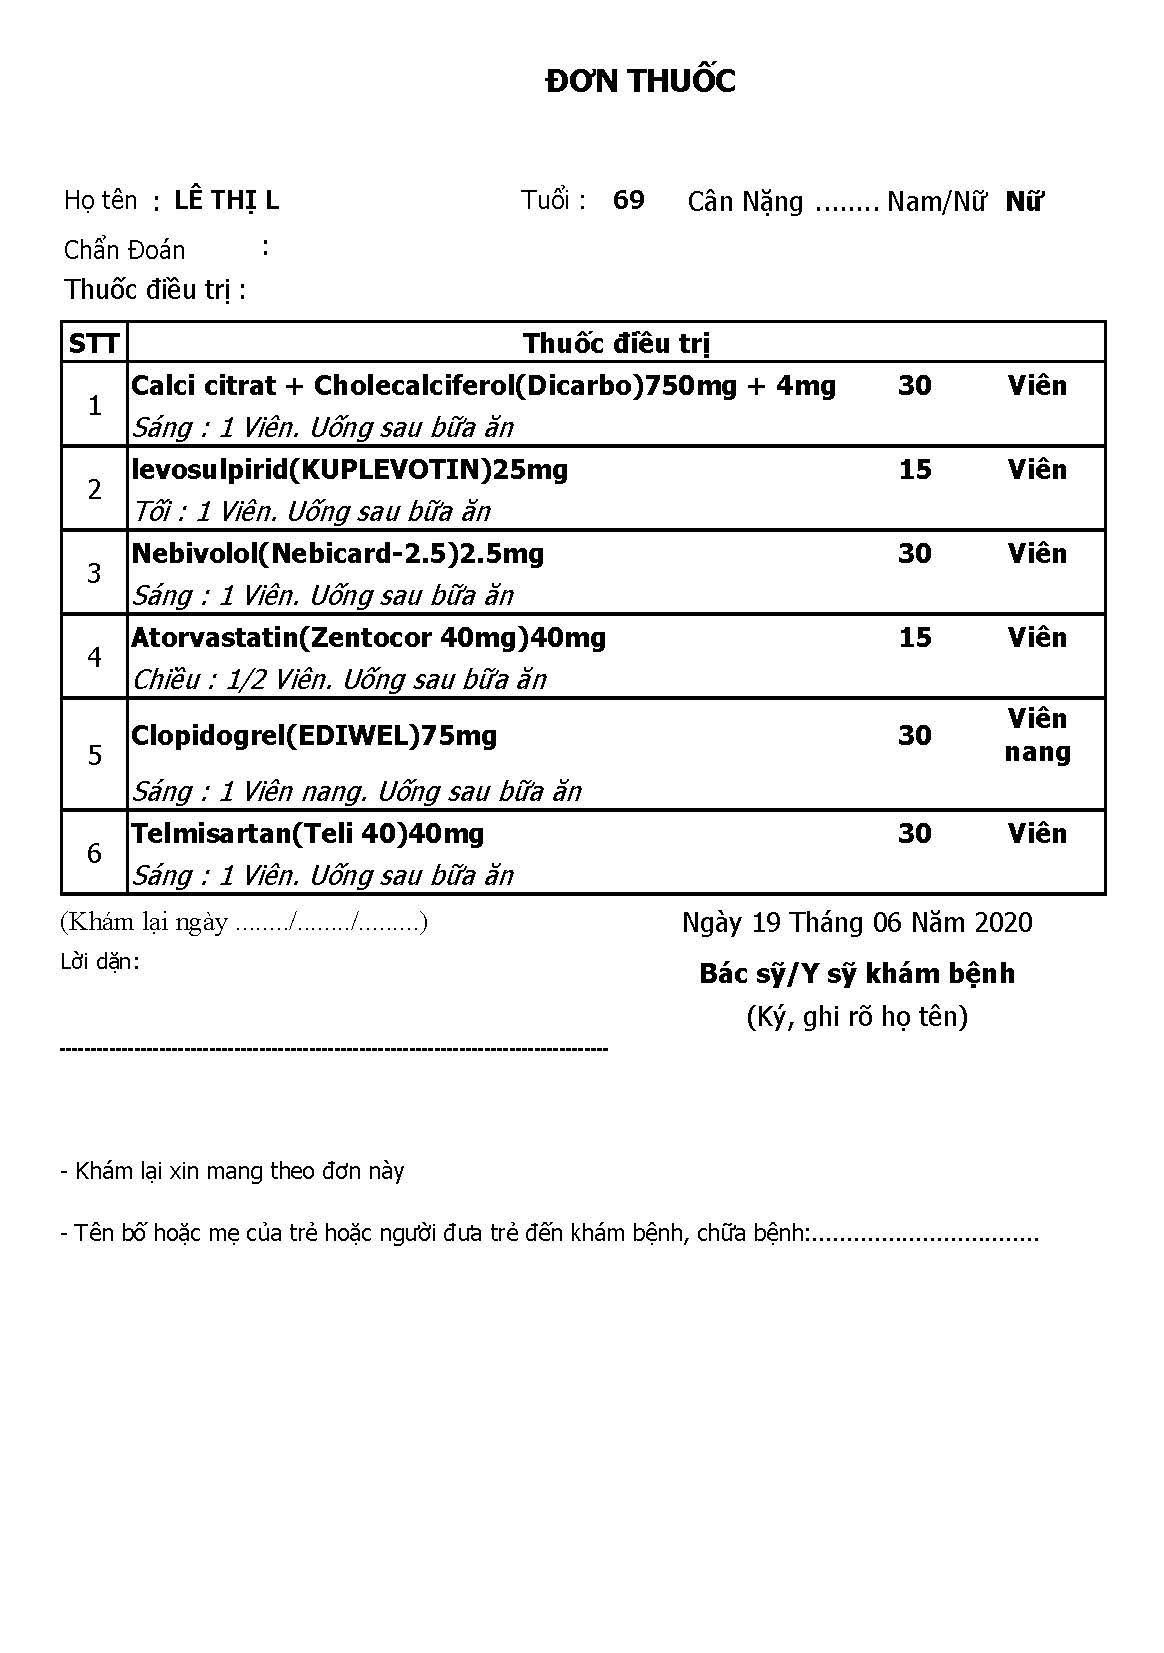 ĐƠN THUỐC
Họ tên : LÊ THỊ L Tuổi : 69 Cân Nặng ........ Nam/Nữ Nữ
Chẩn Đoán :
Thuốc điều trị :
STT Thuốc điều trị
1 Calci citrat + Cholecalciferol(Dicarbo)750mg + 4mg 30 Viên
Sáng : 1 Viên. Uống sau bữa ăn
2 levosulpirid(KUPLEVOTIN)25mg 15 Viên
Tối : 1 Viên. Uống sau bữa ăn
3 Nebivolol(Nebicard-2.5)2.5mg 30 Viên
Sáng : 1 Viên. Uống sau bữa ăn
4 Atorvastatin(Zentocor 40mg)40mg 15 Viên
Chiều : 1/2 Viên. Uống sau bữa ăn
5 Clopidogrel(EDIWEL)75mg 30 Viên nang
Sáng : 1 Viên nang. Uống sau bữa ăn
6 Telmisartan(Teli 40)40mg 30 Viên
Sáng : 1 Viên. Uống sau bữa ăn
(Khám lại ngày ......../......../.........) Ngày 19 Tháng 06 Năm 2020
Lời dặn:
Bác sỹ/Y sỹ khám bệnh
(Ký, ghi rõ họ tên)
- Khám lại xin mang theo đơn này
- Tên bố hoặc mẹ của trẻ hoặc người đưa trẻ đến khám bệnh, chữa bệnh:.................................